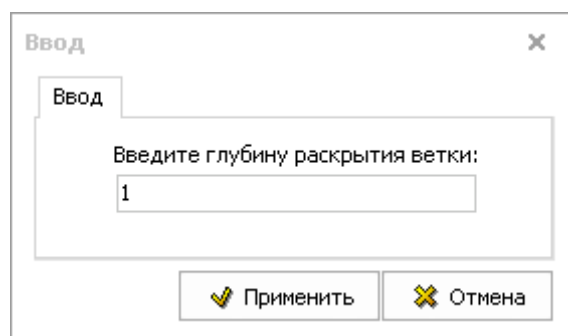 Ввод
Ввод
Введите глубину раскрытия ветки:
1
Применить Отмена